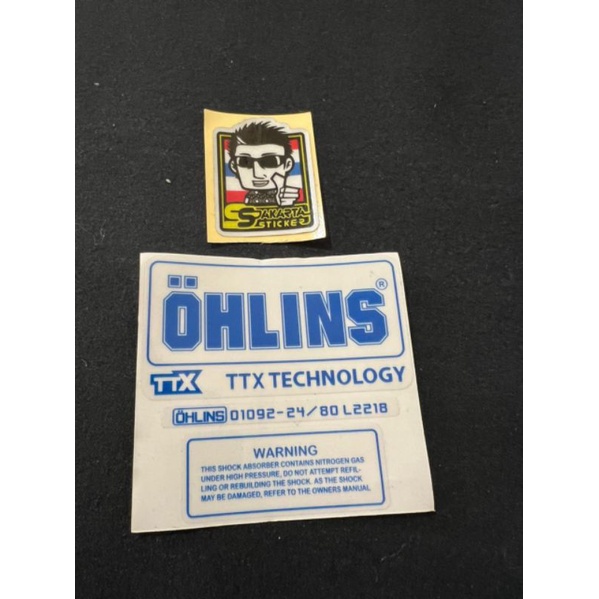 SS JAKARTA
STICKER
ÖHLINS®
TTX TTX TECHNOLOGY
ÖHLINS 01092-24/80 L2218
WARNING
THIS SHOCK ABSORBER CONTAINS NITROGEN GAS
UNDER HIGH PRESSURE, DO NOT ATTEMPT REFIL-
LING OR REBUILDING THE SHOCK. AS THE SHOCK
MAY BE DAMAGED, REFER TO THE OWNERS MANUAL